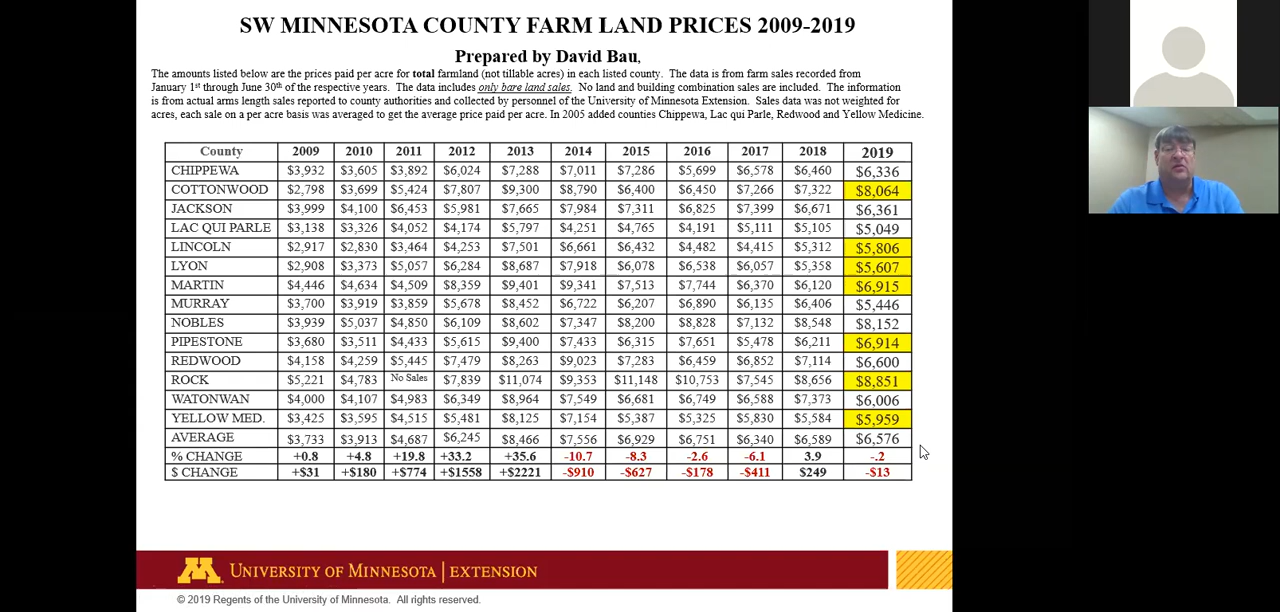 SW MINNESOTA COUNTY FARM LAND PRICES 2009-2019
Prepared by David Bau,
The amounts listed below are the prices paid per acre for total farmland (not tillable acres) in each listed county. The data is from farm sales recorded from
January 1st through June 30th of the respective years. The data includes only bare land sales. No land and building combination sales are included. The information
is from actual arms length sales reported to county authorities and collected by personnel of the University of Minnesota Extension. Sales data was not weighted for
acres, each sale on a per acre basis was averaged to get the average price paid per acre. In 2005 added counties Chippewa, Lac qui Parle, Redwood and Yellow Medicine.
County 2009 2010 2011 2012 2013 2014 2015 2016 2017 2018 2019
CHIPPEWA $3,932 $3,605 $3,892 $6,024 $7,288 $7,011 $7,286 $5,699 $6,578 $6,460 $6,336
COTTONWOOD $2,798 $3,699 $5,424 $7,807 $9,300 $8,790 $6,400 $6,450 $7,266 $7,322 $8,064
JACKSON $3,999 $4,100 $6,453 $5,981 $7,665 $7,984 $7,311 $6,825 $7,399 $6,671 $6,361
LAC QUI PARLE $3,138 $3,326 $4,052 $4,174 $5,797 $4,251 $4,765 $4,191 $5,111 $5,105 $5,049
LINCOLN $2,917 $2,830 $3,464 $4,253 $7,501 $6,661 $6,432 $4,482 $4,415 $5,312 $5,806
LYON $2,908 $3,373 $5,057 $6,284 $8,687 $7,918 $6,078 $6,538 $6,057 $5,358 $5,607
MARTIN $4,446 $4,634 $4,509 $8,359 $9,401 $9,341 $7,513 $7,744 $6,370 $6,120 $6,915
MURRAY $3,700 $3,919 $3,859 $5,678 $8,452 $6,722 $6,207 $6,890 $6,135 $6,406 $5,446
NOBLES $3,939 $5,037 $4,850 $6,109 $8,602 $7,347 $8,200 $8,828 $7,132 $8,548 $8,152
PIPESTONE $3,680 $3,511 $4,433 $5,615 $9,400 $7,433 $6,315 $7,651 $5,478 $6,211 $6,914
REDWOOD $4,158 $4,259 $5,445 $7,479 $8,263 $9,023 $7,283 $6,459 $6,852 $7,114 $6,600
ROCK $5,221 $4,783 No Sales $7,839 $11,074 $9,353 $11,148 $10,753 $7,545 $8,656 $8,851
WATONWAN $4,000 $4,107 $4,983 $6,349 $8,964 $7,549 $6,681 $6,749 $6,588 $7,373 $6,006
YELLOW MED. $3,425 $3,595 $4,515 $5,481 $8,125 $7,154 $5,387 $5,325 $5,830 $5,584 $5,959
AVERAGE $3,733 $3,913 $4,687 $6,245 $8,466 $7,556 $6,929 $6,751 $6,340 $6,589 $6,576
% CHANGE +0.8 +4.8 +19.8 +33.2 +35.6 -10.7 -8.3 -2.6 -6.1 3.9 -.2
$ CHANGE +$31 +$180 +$774 +$1558 +$2221 -$910 -$627 -$178 -$411 $249 -$13
UNIVERSITY OF MINNESOTA | EXTENSION
© 2019 Regents of the University of Minnesota. All rights reserved.